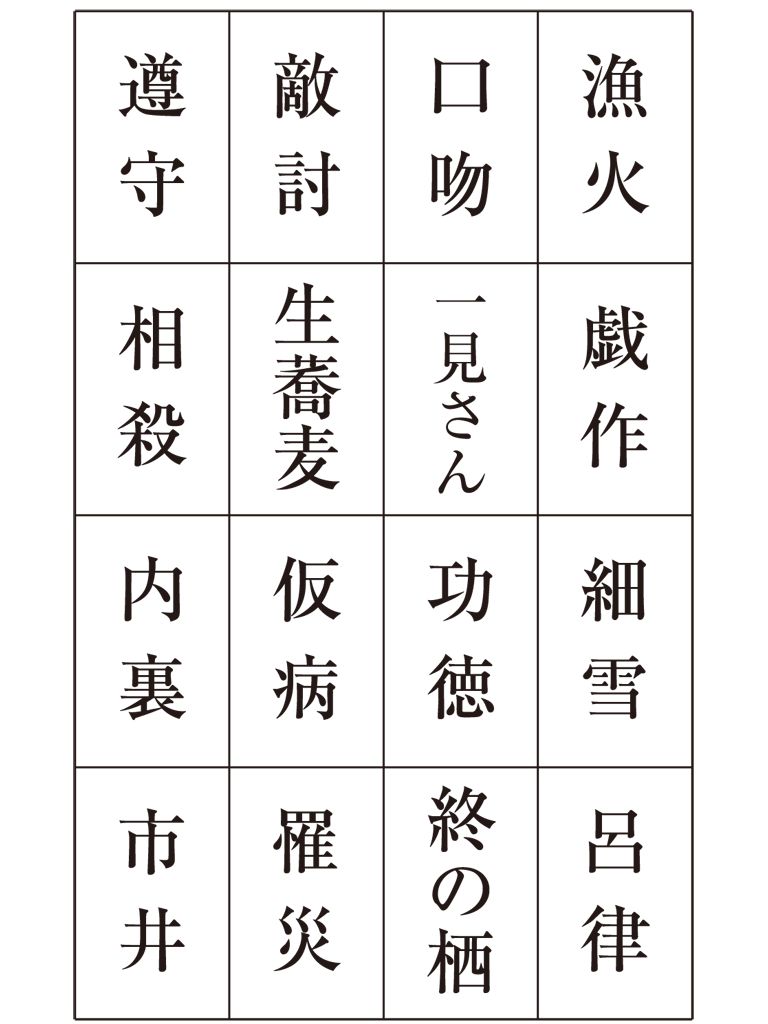 漁火
戯作
細雪
呂律
口吻
一見さん
功徳
終の栖
敵討
生蕎麦
仮病
罹災
遵守
相殺
内裏
市井